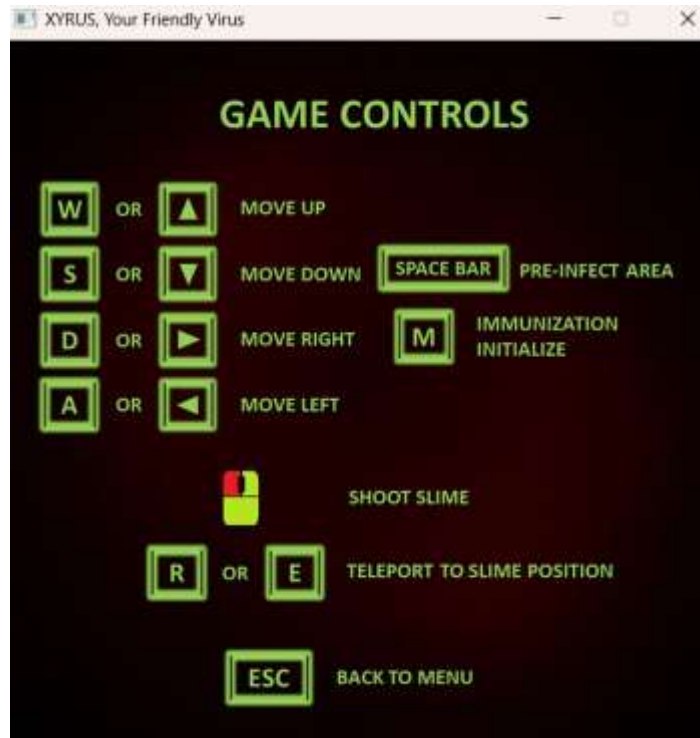 XYRUS, Your Friendly Virus
GAME CONTROLS
W OR ▲ MOVE UP
S OR ▼ MOVE DOWN SPACE BAR PRE-INFECT AREA
D OR ► MOVE RIGHT M IMMUNIZATION
INITIALIZE
A OR ◄ MOVE LEFT
SHOOT SLIME
R OR E TELEPORT TO SLIME POSITION
ESC BACK TO MENU